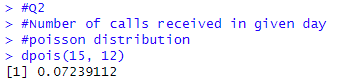 > #Q2
> #Number of calls received in given day
> #poisson distribution
> dpois(15, 12)
[1] 0.07239112